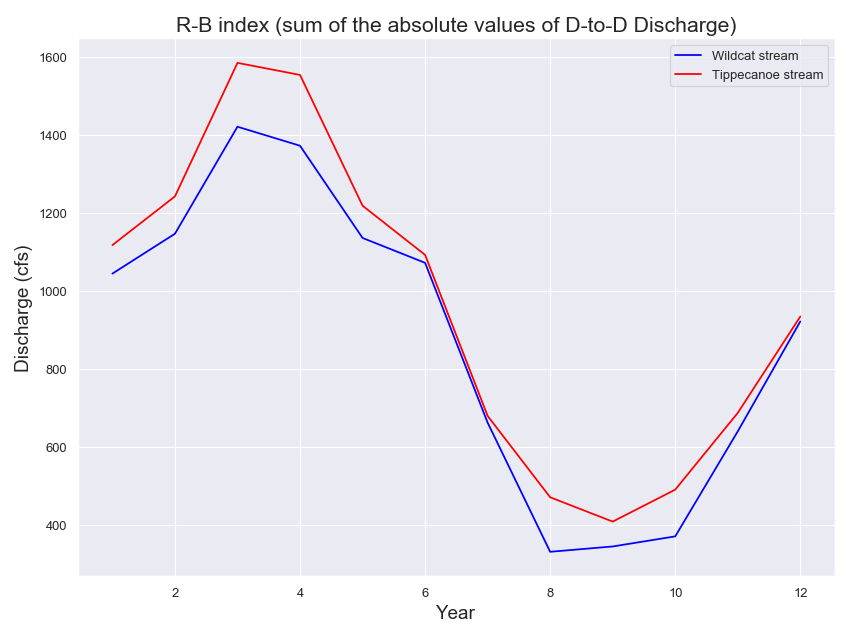 R-B index (sum of the absolute values of D-to-D Discharge)
Wildcat stream
Tippecanoe stream
1600
1400
1200
1000
800
600
400
Discharge (cfs)
2 4 6 8 10 12
Year